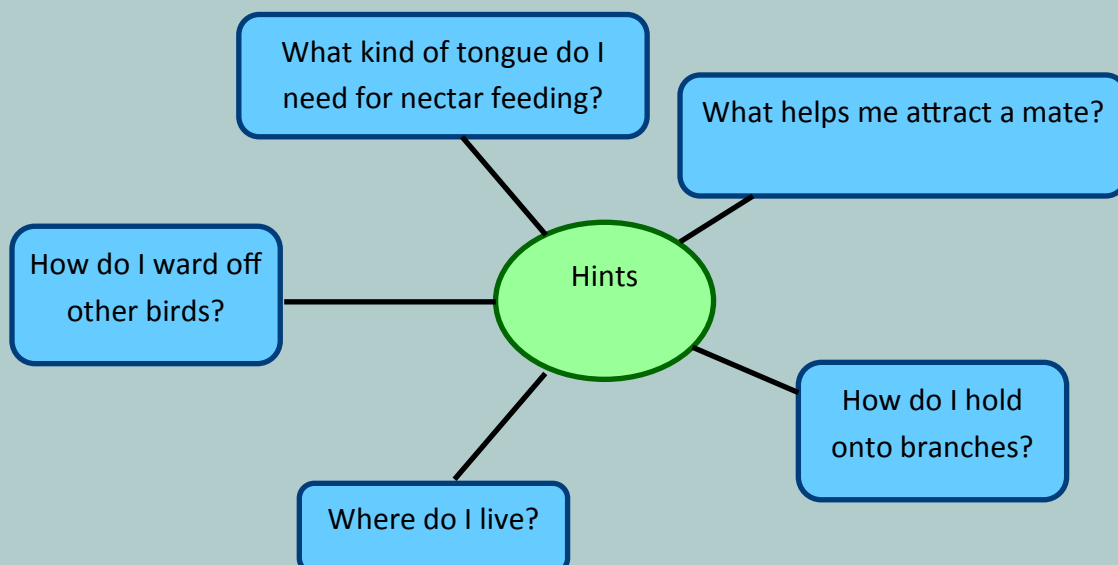 What kind of tongue do I
need for nectar feeding?
What helps me attract a mate?
Hints
How do I ward off
other birds?
How do I hold
onto branches?
Where do I live?